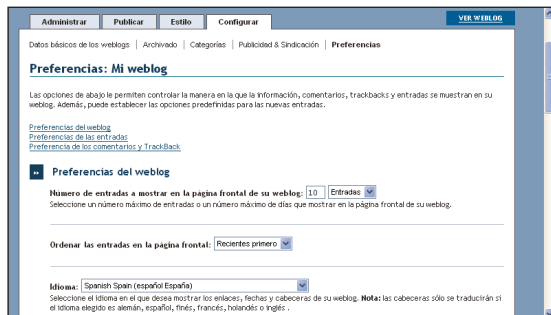 Administrar Publicar Estilo Configurar VER WEBLOG
Datos básicos de los weblogs | Archivado | Categorías | Publicidad & Sindicación | Preferencias
Preferencias: Mi weblog
Las opciones de abajo le permiten controlar la manera en la que la información, comentarios, trackbacks y entradas se muestran en su
weblog. Además, puede establecer las opciones predefinidas para las nuevas entradas.
Preferencias del weblog
Preferencias de las entradas
Preferencia de los comentarios y TrackBack
Preferencias del weblog
Número de entradas a mostrar en la página frontal de su weblog: 10 Entradas
Seleccione un número máximo de entradas o un número máximo de días que mostrar en la página frontal de su weblog.
Ordenar las entradas en la página frontal: Recientes primero
Idioma: Spanish Spain (español España)
Seleccione el idioma en el que desea mostrar los enlaces, fechas y cabeceras de su weblog. Nota: las cabeceras sólo se traducirán si
el idioma elegido es alemán, español, finés, francés, holandés o inglés .